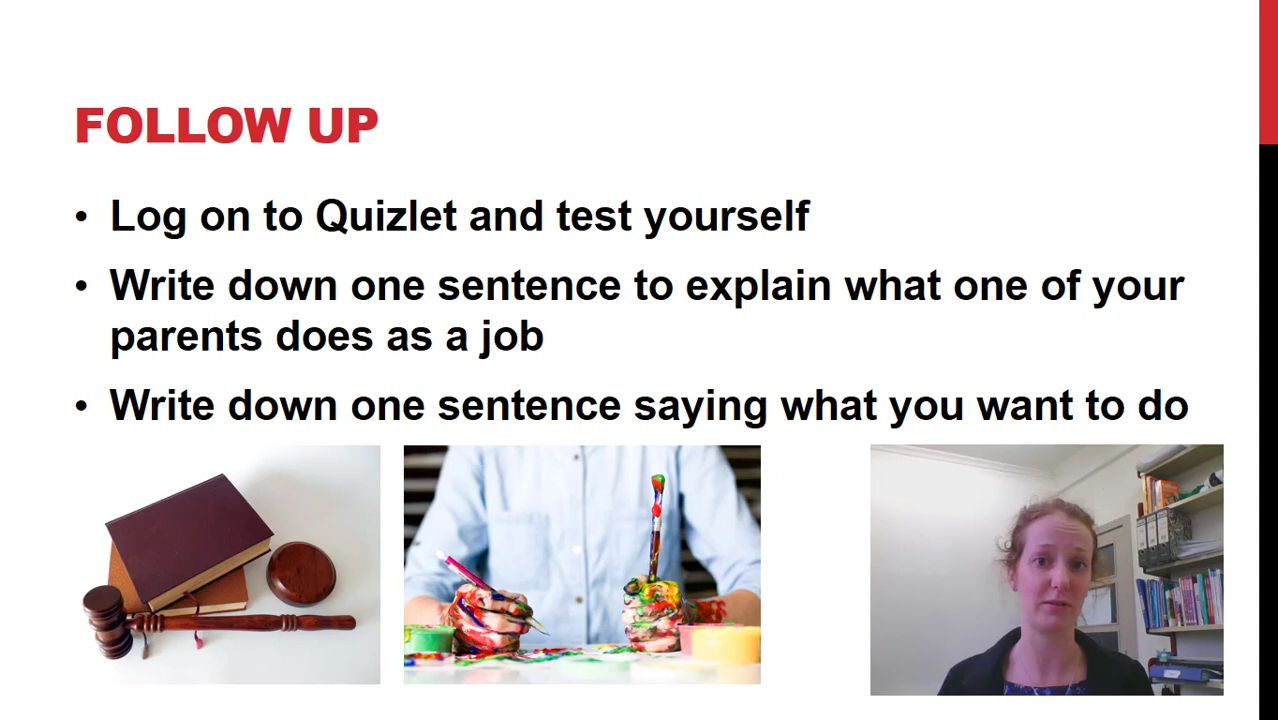 FOLLOW UP
• Log on to Quizlet and test yourself
• Write down one sentence to explain what one of your
parents does as a job
• Write down one sentence saying what you want to do